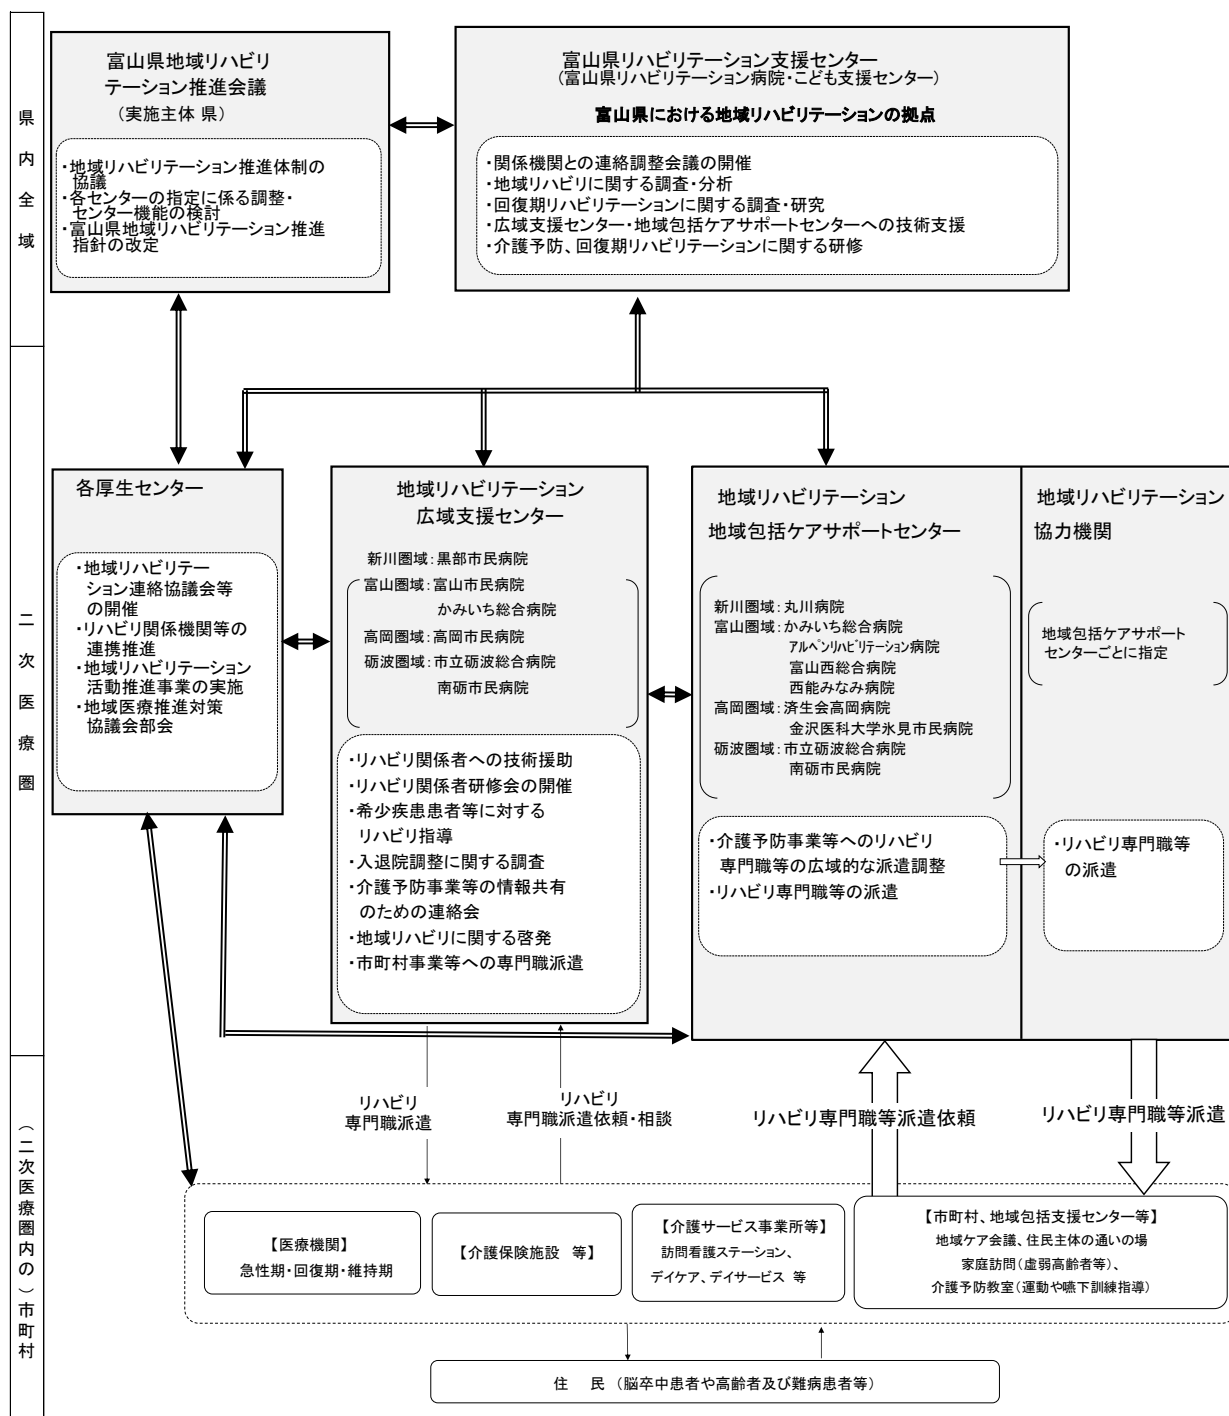 県内全域
富山県地域リハビリ
テーション推進会議
（実施主体 県）
・地域リハビリテーション推進体制の
協議
・各センターの指定に係る調整・
センター機能の検討
・富山県地域リハビリテーション推進
指針の改定
富山県リハビリテーション支援センター
（富山県リハビリテーション病院・こども支援センター）
富山県における地域リハビリテーションの拠点
・関係機関との連絡調整会議の開催
・地域リハビリに関する調査・分析
・回復期リハビリテーションに関する調査・研究
・広域支援センター・地域包括ケアサポートセンターへの技術支援
・介護予防、回復期リハビリテーションに関する研修
二次医療圏
各厚生センター
・地域リハビリテー
ション連絡協議会等
の開催
・リハビリ関係機関等の
連携推進
・地域リハビリテーション
活動推進事業の実施
・地域医療推進対策
協議会部会
地域リハビリテーション
広域支援センター
新川圏域：黒部市民病院
富山圏域：富山市民病院
かみいち総合病院
高岡圏域：高岡市民病院
砺波圏域：市立砺波総合病院
南砺市民病院
・リハビリ関係者への技術援助
・リハビリ関係者研修会の開催
・希少疾患患者等に対する
リハビリ指導
・入退院調整に関する調査
・介護予防事業等の情報共有
のための連絡会
・地域リハビリに関する啓発
・市町村事業等への専門職派遣
地域リハビリテーション
地域包括ケアサポートセンター
新川圏域：丸川病院
富山圏域：かみいち総合病院
アルペンリハビリテーション病院
富山西総合病院
西能みなみ病院
高岡圏域：済生会高岡病院
金沢医科大学氷見市民病院
砺波圏域：市立砺波総合病院
南砺市民病院
・介護予防事業等へのリハビリ
専門職等の広域的な派遣調整
・リハビリ専門職等の派遣
地域リハビリテーション
協力機関
地域包括ケアサポート
センターごとに指定
・リハビリ専門職等
の派遣
（二次医療圏内の）市町村
リハビリ
専門職派遣
リハビリ
専門職派遣依頼・相談
リハビリ専門職等派遣依頼
リハビリ専門職等派遣
【医療機関】
急性期・回復期・維持期
【介護保険施設 等】
【介護サービス事業所等】
訪問看護ステーション、
デイケア、デイサービス 等
【市町村、地域包括支援センター等】
地域ケア会議、住民主体の通いの場
家庭訪問（虚弱高齢者等）、
介護予防教室（運動や嚥下訓練指導）
住 民 （脳卒中患者や高齢者及び難病患者等）